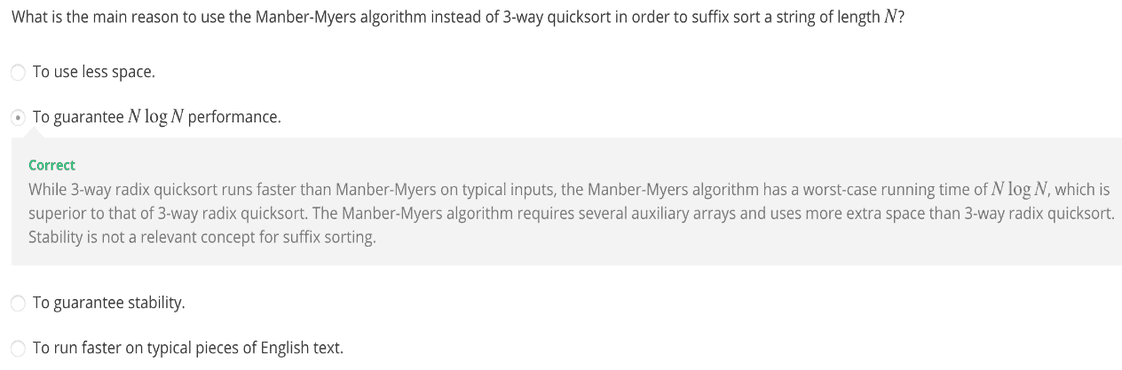 What is the main reason to use the Manber-Myers algorithm instead of 3-way quicksort in order to suffix sort a string of length N?
To use less space.
To guarantee N log N performance.
Correct
While 3-way radix quicksort runs faster than Manber-Myers on typical inputs, the Manber-Myers algorithm has a worst-case running time of N log N, which is
superior to that of 3-way radix quicksort. The Manber-Myers algorithm requires several auxiliary arrays and uses more extra space than 3-way radix quicksort.
Stability is not a relevant concept for suffix sorting.
To guarantee stability.
To run faster on typical pieces of English text.